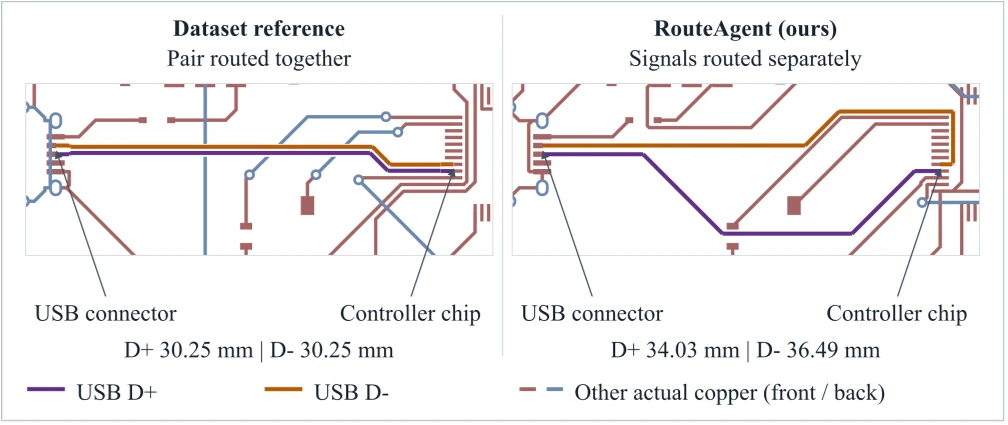 Dataset reference
Pair routed together
RouteAgent (ours)
Signals routed separately
USB connector
Controller chip
USB connector
Controller chip
D+ 30.25 mm | D- 30.25 mm
D+ 34.03 mm | D- 36.49 mm
USB D+
USB D-
Other actual copper (front / back)